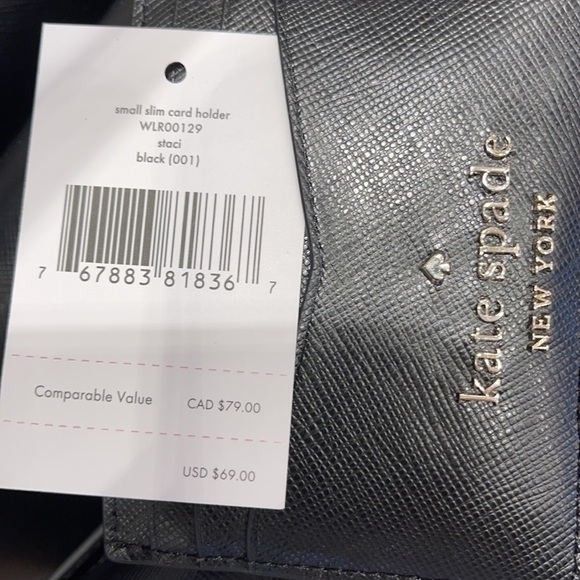 small slim card holder
WLR00129
staci
black (001)
7 67883 81836 7
Comparable Value CAD $79.00
USD $69.00
kate spade
NEW YORK